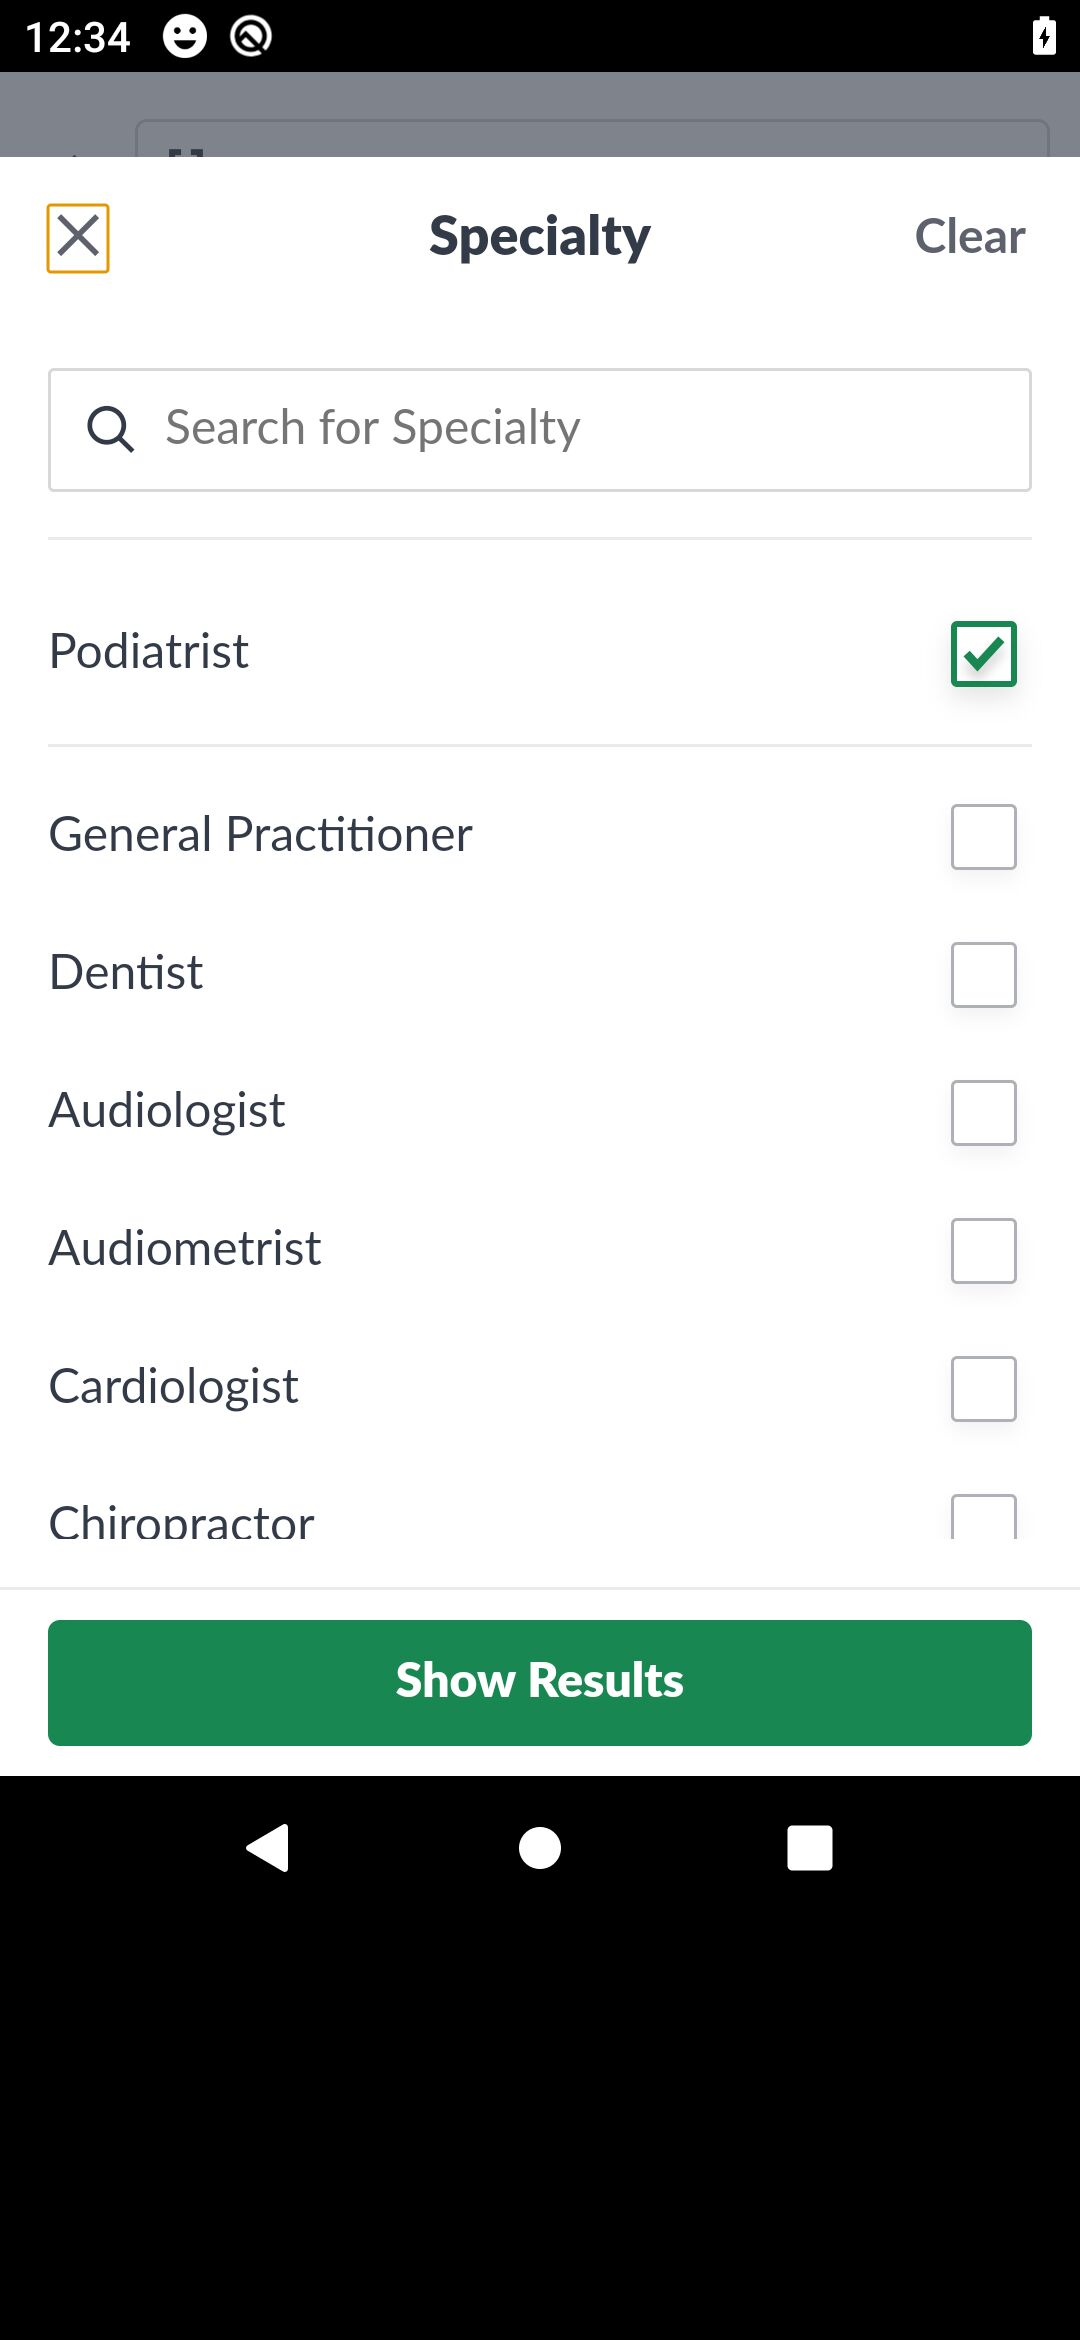 12:34
Specialty
Clear
Search for Specialty
Podiatrist
General Practitioner
Dentist
Audiologist
Audiometrist
Cardiologist
Chiropractor
Show Results